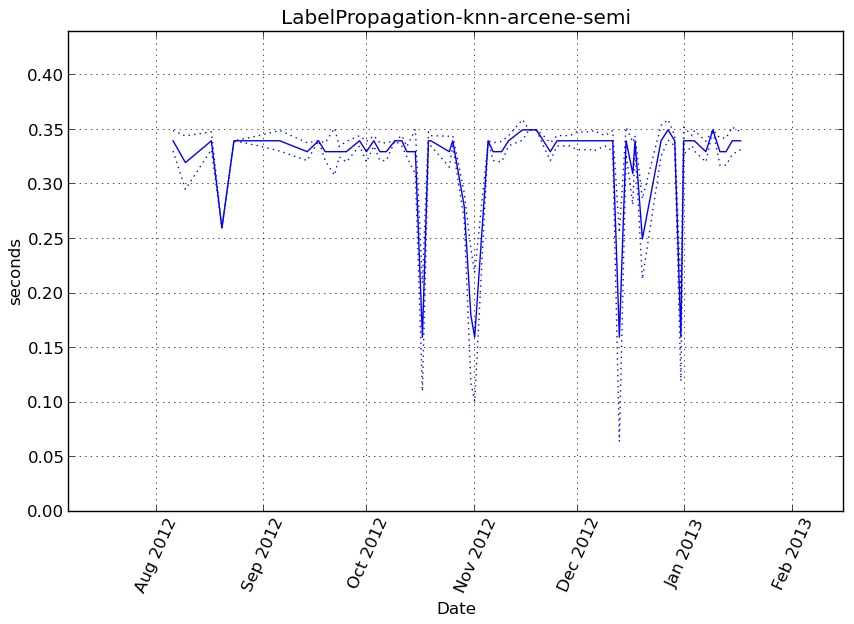 LabelPropagation-knn-arcene-semi
0.40
0.35
0.30
0.25
0.20
0.15
0.10
0.05
0.00
seconds
Aug 2012
Sep 2012
Oct 2012
Nov 2012
Dec 2012
Jan 2013
Feb 2013
Date